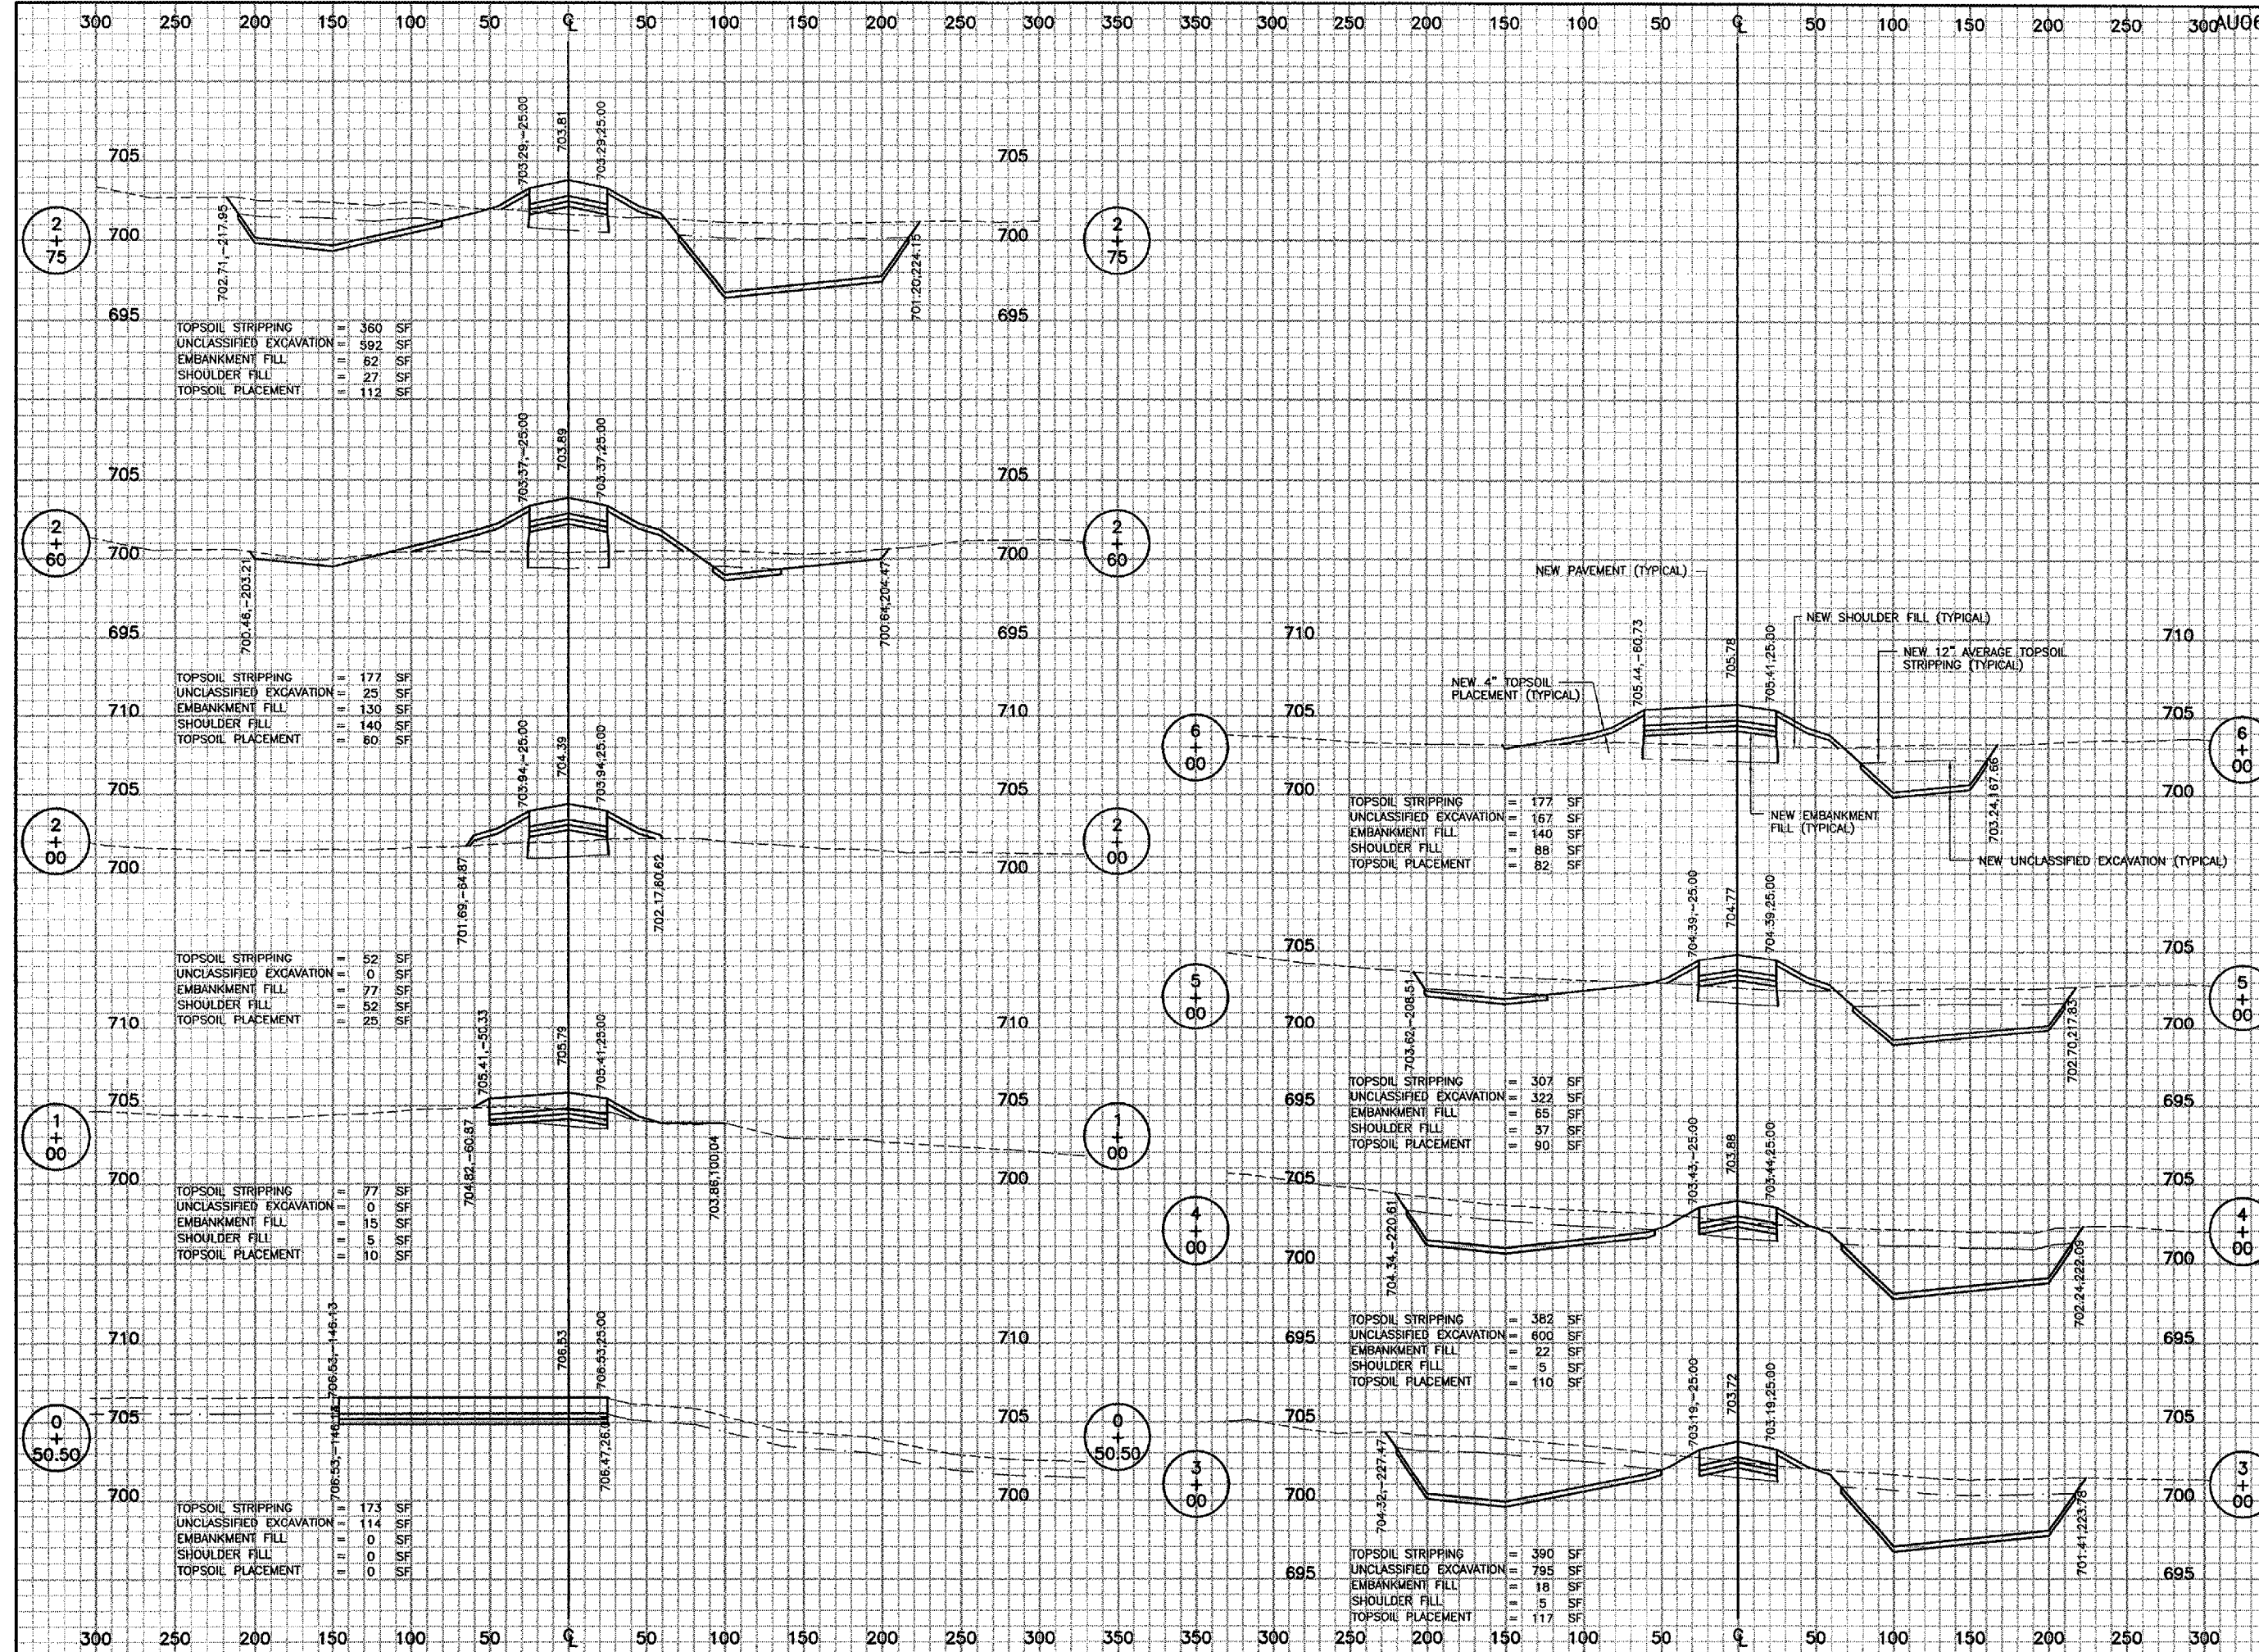 300 250 200 150 100 50 ℄ 50 100 150 200 250 300 350 350 300 250 200 150 100 50 ℄ 50 100 150 200 250 300
2+75
705
700
695
705
700
695
2+75
703.29,-25.00
703.81
703.29,25.00
702.71,-217.95
701.20,224.15
TOPSOIL STRIPPING = 360 SF
UNCLASSIFIED EXCAVATION = 592 SF
EMBANKMENT FILL = 62 SF
SHOULDER FILL = 27 SF
TOPSOIL PLACEMENT = 112 SF
2+60
705
700
695
705
700
695
2+60
703.37,-25.00
703.89
703.37,25.00
700.46,-203.21
700.64,204.47
TOPSOIL STRIPPING = 177 SF
UNCLASSIFIED EXCAVATION = 25 SF
EMBANKMENT FILL = 130 SF
SHOULDER FILL = 140 SF
TOPSOIL PLACEMENT = 60 SF
2+00
710
705
700
710
705
700
2+00
703.94,-25.00
704.39
703.94,25.00
701.69,-64.87
702.17,60.62
TOPSOIL STRIPPING = 52 SF
UNCLASSIFIED EXCAVATION = 0 SF
EMBANKMENT FILL = 77 SF
SHOULDER FILL = 52 SF
TOPSOIL PLACEMENT = 25 SF
1+00
710
705
700
710
705
700
1+00
705.41,-50.33
705.79
705.41,25.00
704.82,-60.87
703.86,100.04
TOPSOIL STRIPPING = 77 SF
UNCLASSIFIED EXCAVATION = 0 SF
EMBANKMENT FILL = 15 SF
SHOULDER FILL = 5 SF
TOPSOIL PLACEMENT = 10 SF
0+50.50
710
705
700
710
705
700
0+50.50
706.53,-146.13
706.53
706.53,25.00
TOPSOIL STRIPPING = 173 SF
UNCLASSIFIED EXCAVATION = 114 SF
EMBANKMENT FILL = 0 SF
SHOULDER FILL = 0 SF
TOPSOIL PLACEMENT = 0 SF
NEW PAVEMENT (TYPICAL)
NEW SHOULDER FILL (TYPICAL)
NEW 12" AVERAGE TOPSOIL
STRIPPING (TYPICAL)
NEW 4" TOPSOIL
PLACEMENT (TYPICAL)
NEW EMBANKMENT
FILL (TYPICAL)
NEW UNCLASSIFIED EXCAVATION (TYPICAL)
6+00
710
705
700
710
705
700
6+00
705.44,-60.73
705.78
705.41,25.00
703.24,167.66
TOPSOIL STRIPPING = 177 SF
UNCLASSIFIED EXCAVATION = 167 SF
EMBANKMENT FILL = 140 SF
SHOULDER FILL = 88 SF
TOPSOIL PLACEMENT = 82 SF
5+00
705
700
695
705
700
695
5+00
704.39,-25.00
704.77
704.39,25.00
703.62,-208.51
702.70,217.83
TOPSOIL STRIPPING = 307 SF
UNCLASSIFIED EXCAVATION = 322 SF
EMBANKMENT FILL = 65 SF
SHOULDER FILL = 37 SF
TOPSOIL PLACEMENT = 90 SF
4+00
705
700
695
705
700
695
4+00
703.43,-25.00
703.88
703.44,25.00
704.34,-220.61
702.24,222.09
TOPSOIL STRIPPING = 382 SF
UNCLASSIFIED EXCAVATION = 600 SF
EMBANKMENT FILL = 22 SF
SHOULDER FILL = 5 SF
TOPSOIL PLACEMENT = 110 SF
3+00
705
700
695
705
700
695
3+00
703.19,-25.00
703.72
703.19,25.00
704.32,-227.47
701.41,223.78
TOPSOIL STRIPPING = 390 SF
UNCLASSIFIED EXCAVATION = 795 SF
EMBANKMENT FILL = 18 SF
SHOULDER FILL = 5 SF
TOPSOIL PLACEMENT = 117 SF
300 250 200 150 100 50 ℄ 50 100 150 200 250 300 350 350 300 250 200 150 100 50 ℄ 50 100 150 200 250 300